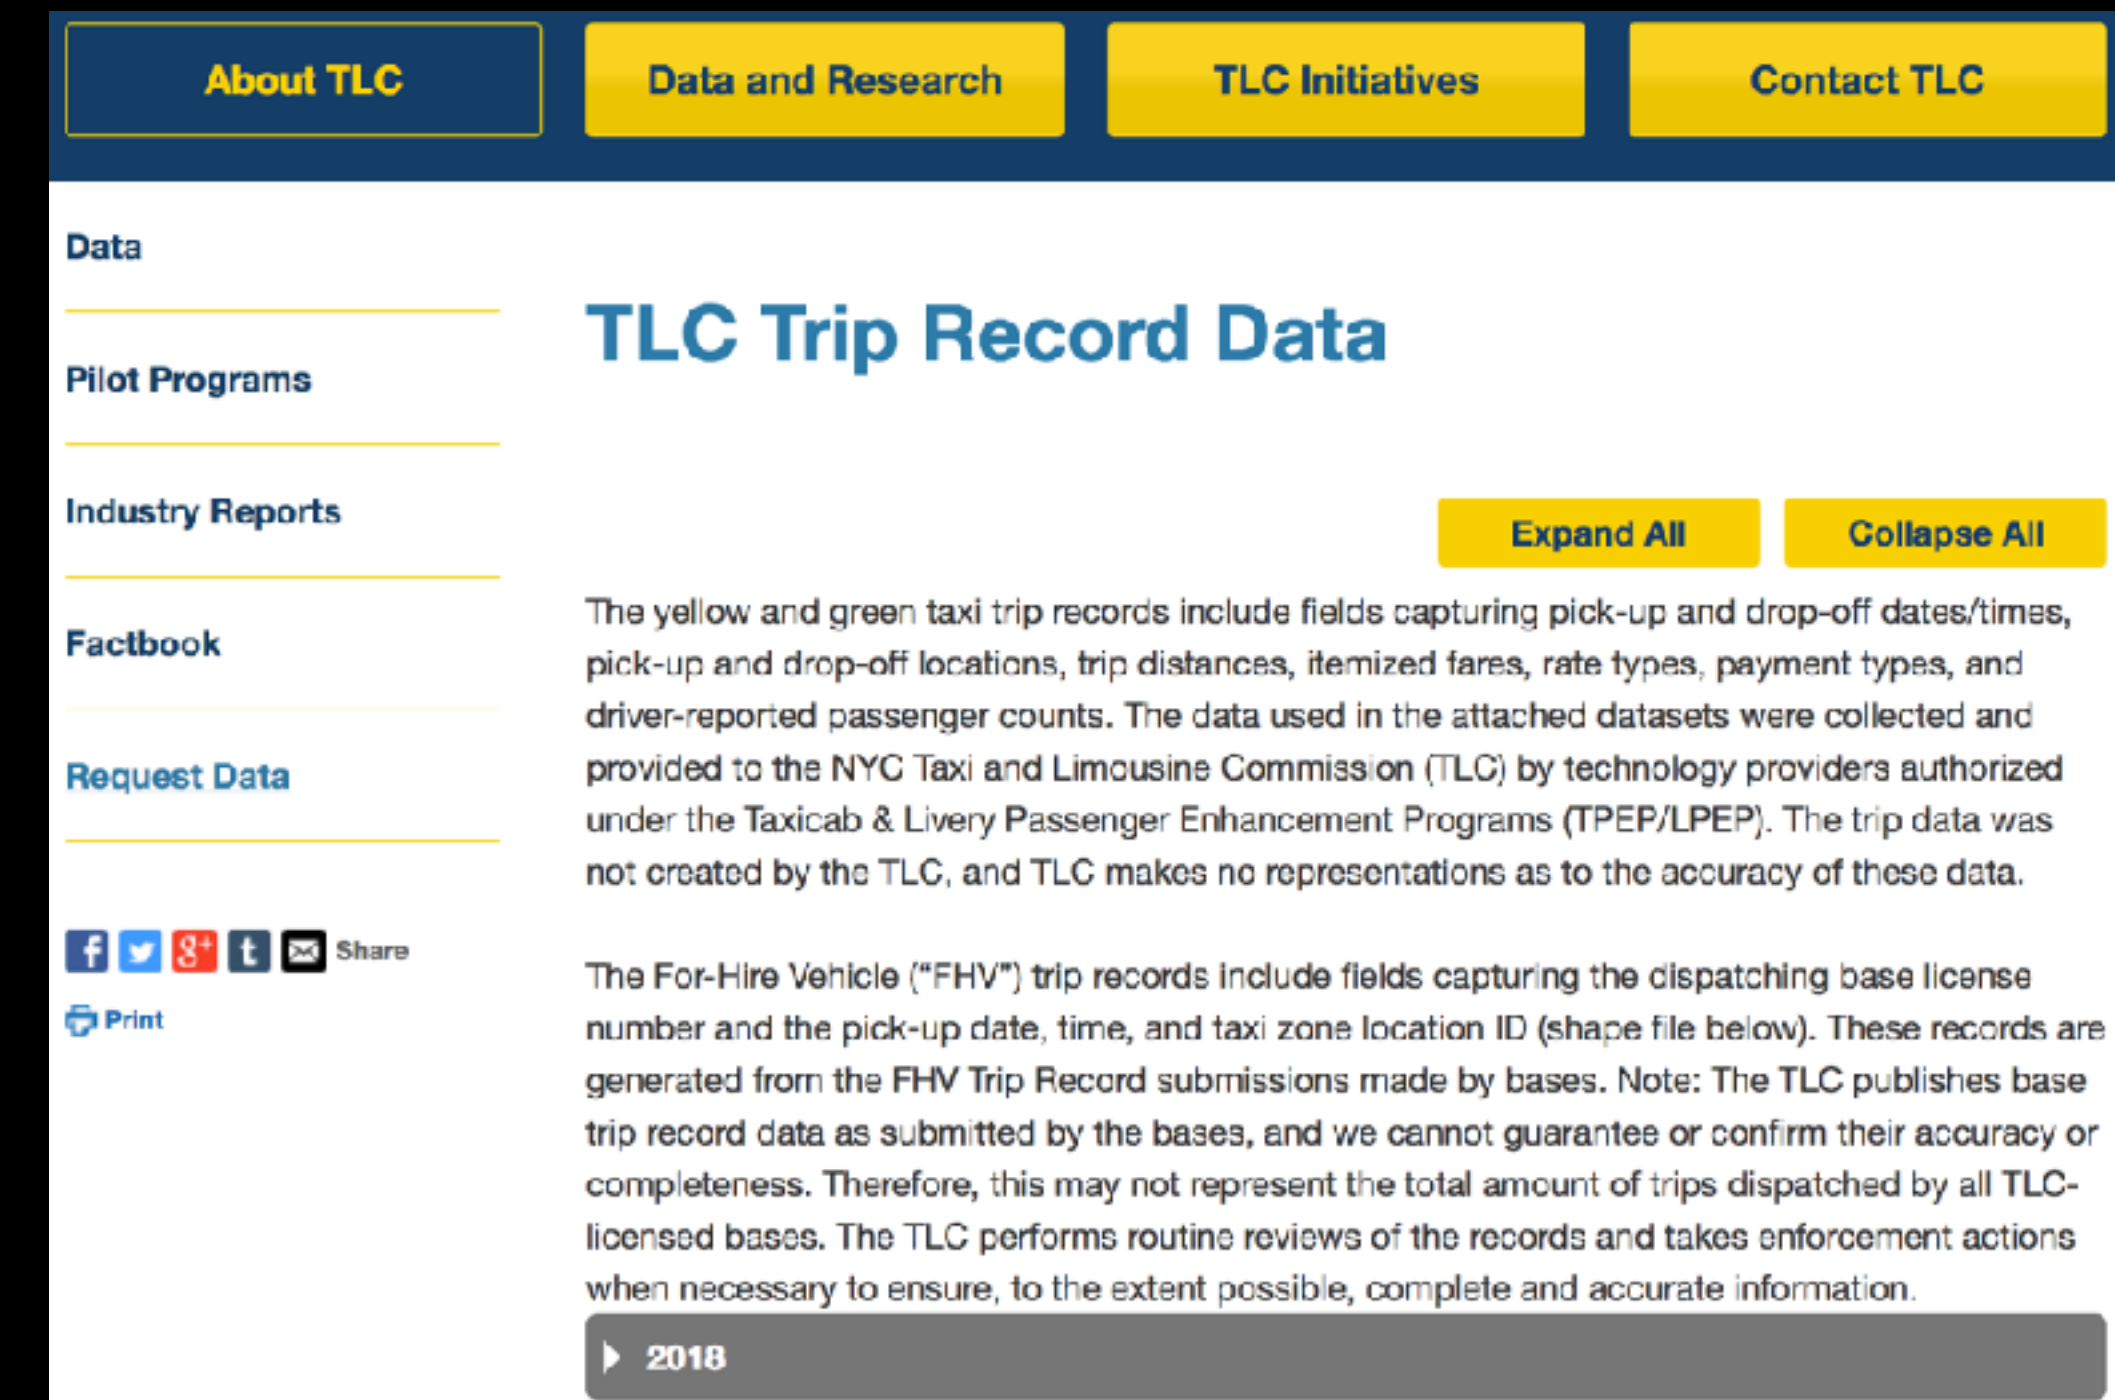 About TLC
Data and Research
TLC Initiatives
Contact TLC
Data
Pilot Programs
Industry Reports
Factbook
Request Data
f
g+
t
Share
Print
TLC Trip Record Data
Expand All
Collapse All
The yellow and green taxi trip records include fields capturing pick-up and drop-off dates/times,
pick-up and drop-off locations, trip distances, itemized fares, rate types, payment types, and
driver-reported passenger counts. The data used in the attached datasets were collected and
provided to the NYC Taxi and Limousine Commission (TLC) by technology providers authorized
under the Taxicab & Livery Passenger Enhancement Programs (TPEP/LPEP). The trip data was
not created by the TLC, and TLC makes no representations as to the accuracy of these data.
The For-Hire Vehicle (“FHV”) trip records include fields capturing the dispatching base license
number and the pick-up date, time, and taxi zone location ID (shape file below). These records are
generated from the FHV Trip Record submissions made by bases. Note: The TLC publishes base
trip record data as submitted by the bases, and we cannot guarantee or confirm their accuracy or
completeness. Therefore, this may not represent the total amount of trips dispatched by all TLC-
licensed bases. The TLC performs routine reviews of the records and takes enforcement actions
when necessary to ensure, to the extent possible, complete and accurate information.
2018